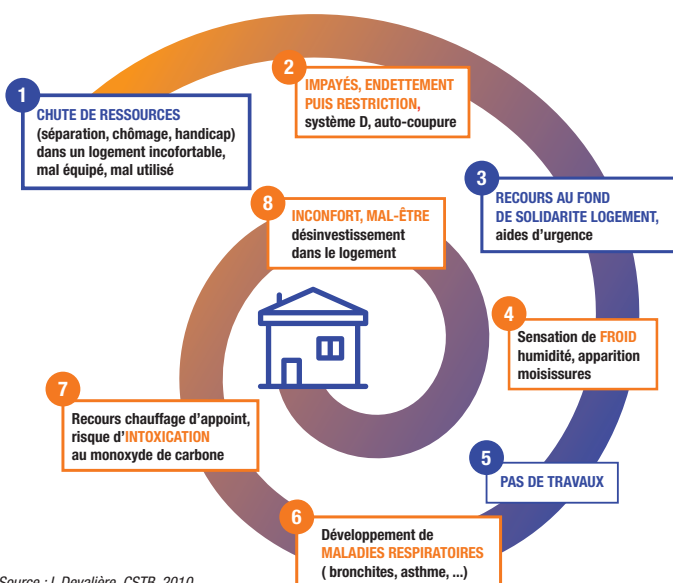 1
CHUTE DE RESSOURCES
(séparation, chômage, handicap)
dans un logement incofortable,
mal équipé, mal utilisé
2
IMPAYÉS, ENDETTEMENT
PUIS RESTRICTION,
système D, auto-coupure
3
RECOURS AU FOND
DE SOLIDARITE LOGEMENT,
aides d'urgence
4
Sensation de FROID
humidité, apparition
moisissures
5
PAS DE TRAVAUX
6
Développement de
MALADIES RESPIRATOIRES
( bronchites, asthme, ...)
7
Recours chauffage d'appoint,
risque d'INTOXICATION
au monoxyde de carbone
8
INCONFORT, MAL-ÊTRE
désinvestissement
dans le logement
Source : I. Devalière, CSTB, 2010